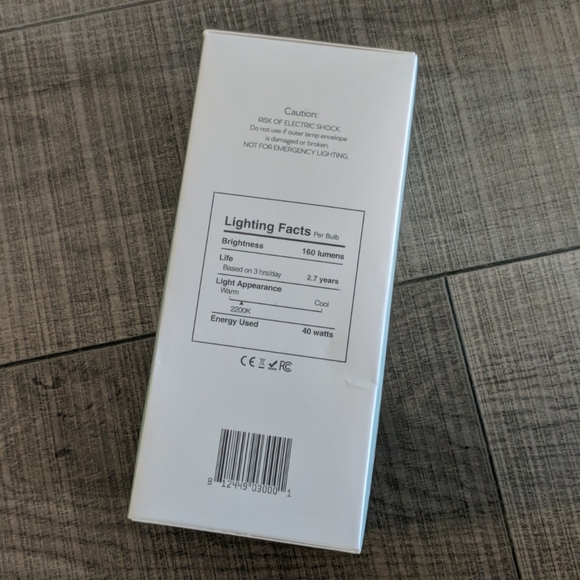 Caution:
RISK OF ELECTRIC SHOCK.
Do not use if outer lamp envelope
is damaged or broken.
NOT FOR EMERGENCY LIGHTING.
Lighting Facts Per Bulb
Brightness 160 lumens
Life
Based on 3 hrs/day 2.7 years
Light Appearance
Warm Cool
2200K
Energy Used 40 watts
CE FC
8 12449 03000 1